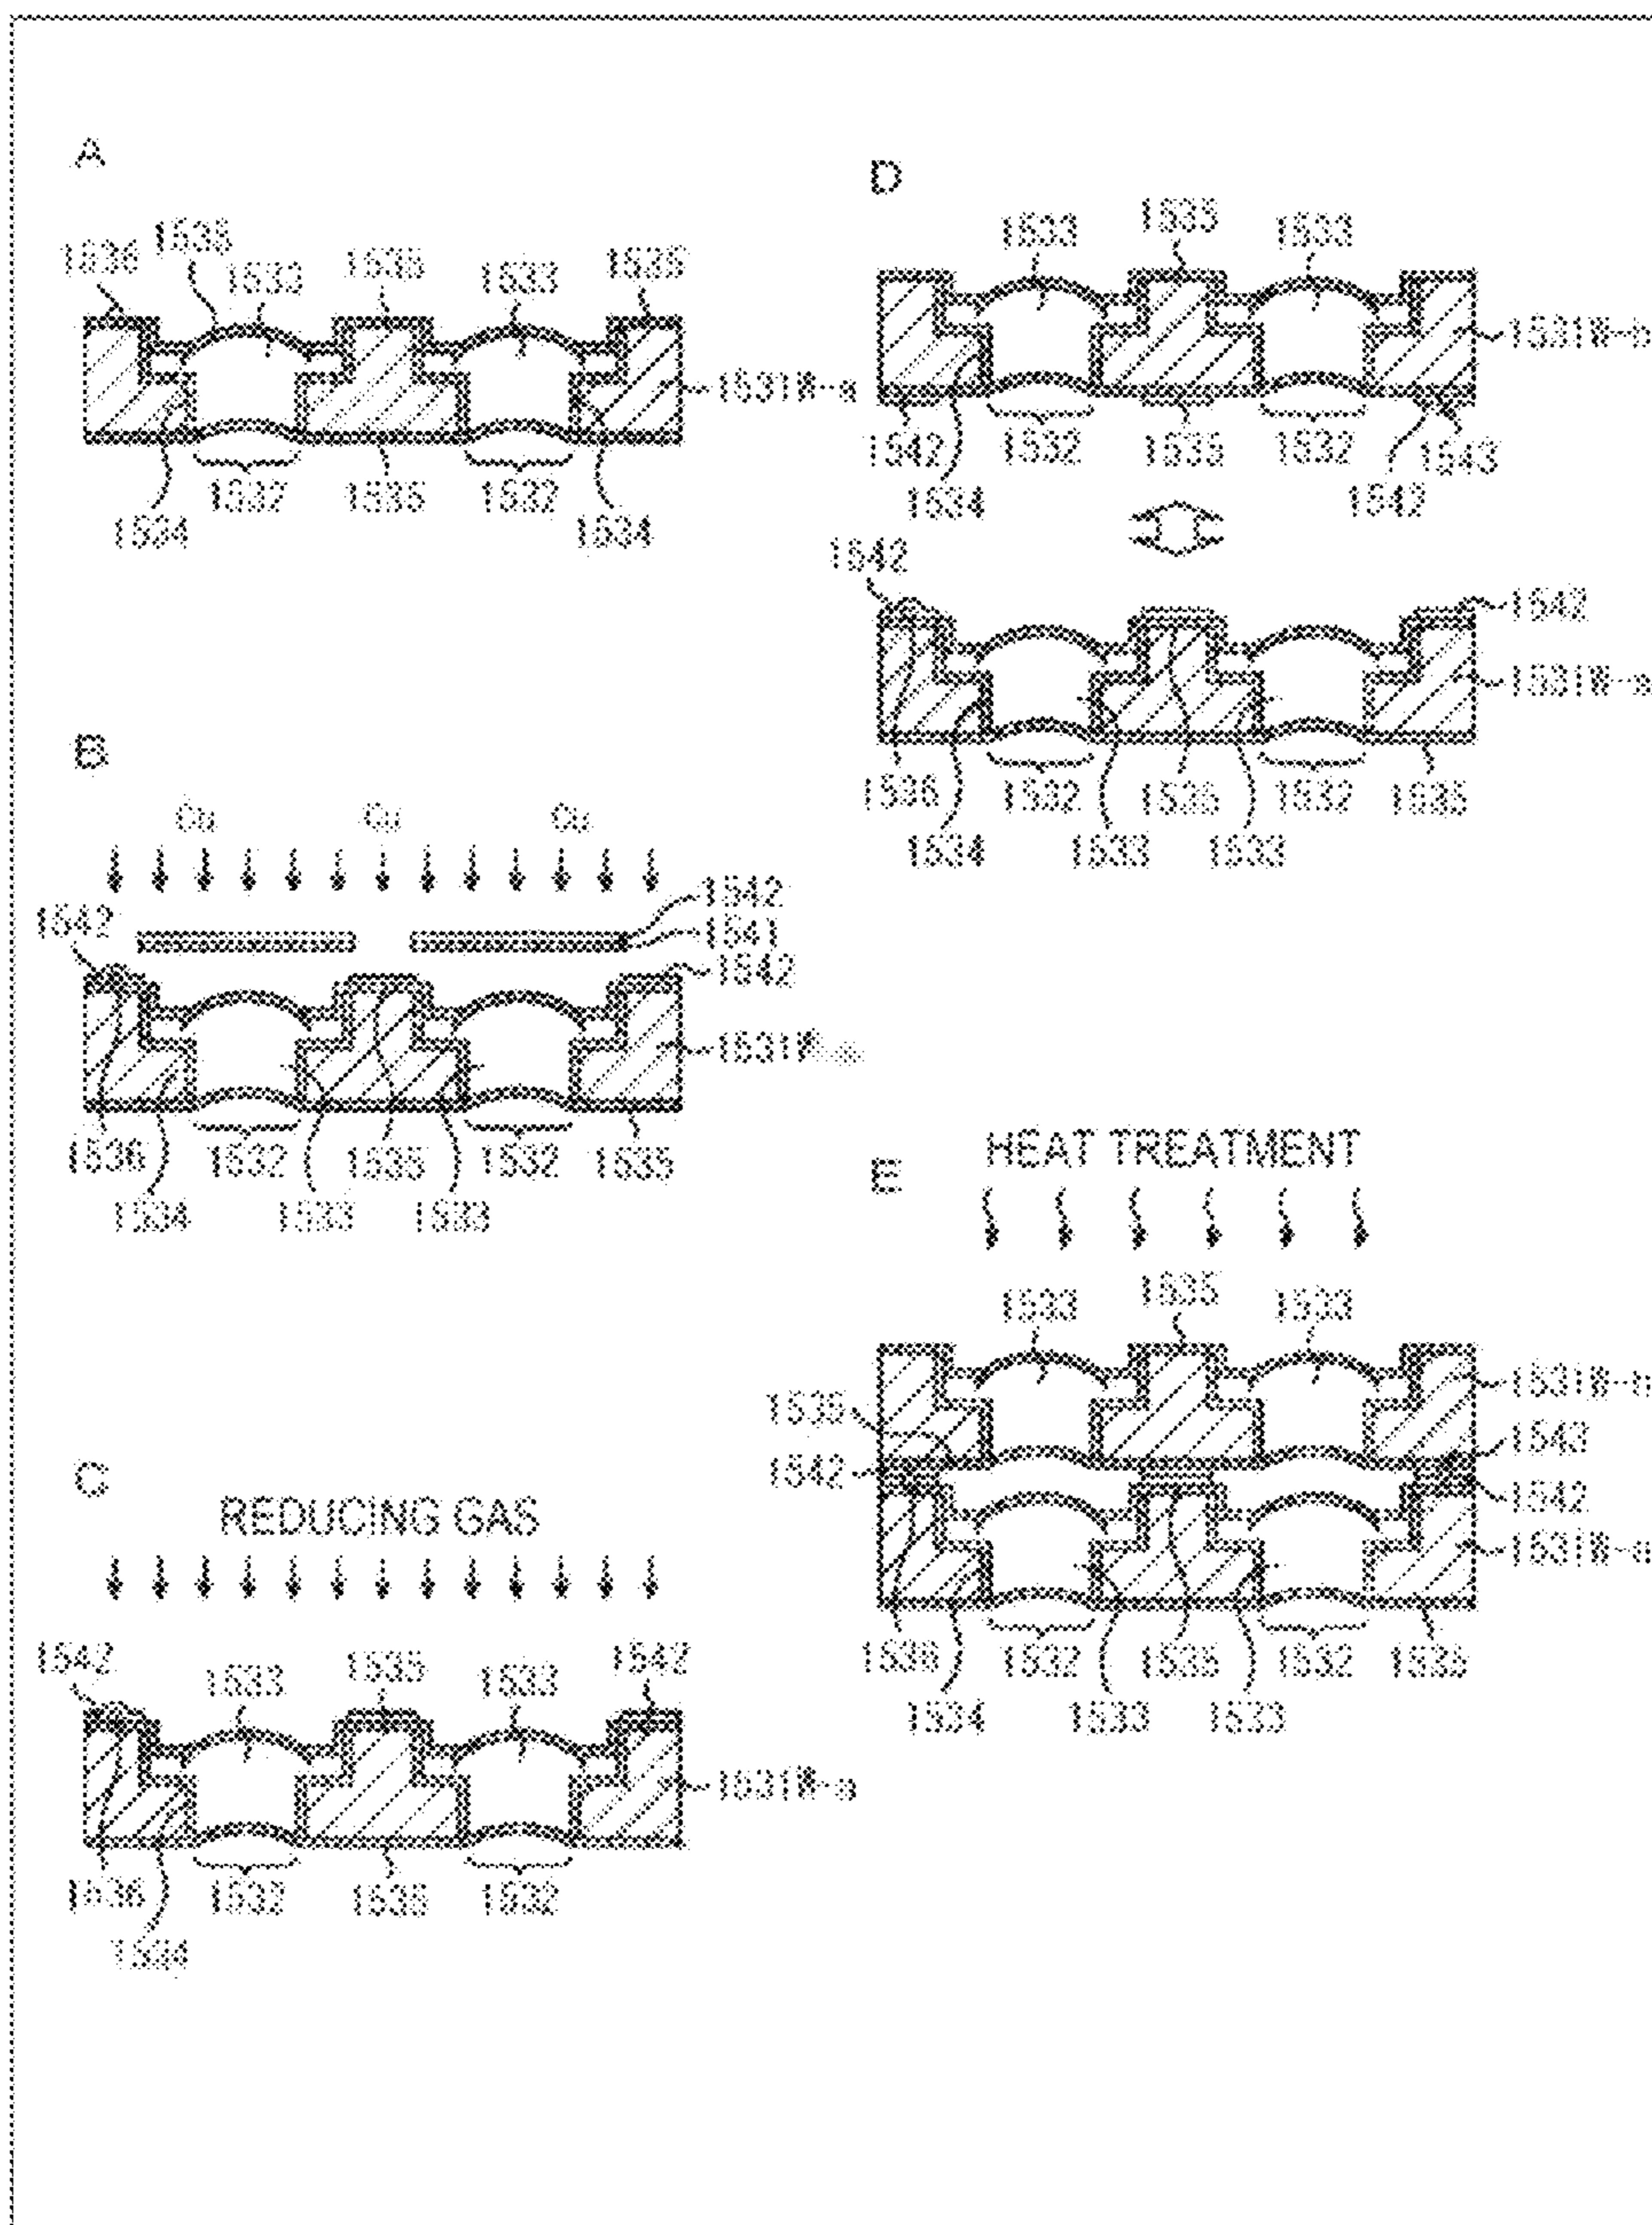 A
1535
1536 1533 1535 1533 1535
1531W-a
1532 1535 1532
1534 1534
B
Cu Cu Cu
1542
1542 1541
1542
1531W-a
1536 1532 1535 1532 1535
1534 1533 1533
C
REDUCING GAS
1542 1533 1535 1533 1542
1531W-a
1536 1532 1535 1532
1534
D
1533 1535 1533
1542 1532 1535 1532 1543
1534 1542
1542
1542
1531W-a
1536 1532 1535 1532 1535
1534 1533 1533
E
HEAT TREATMENT
1533 1535 1533
1535
1543
1542
1542
1531W-a
1536 1532 1535 1532 1535
1534 1533 1533